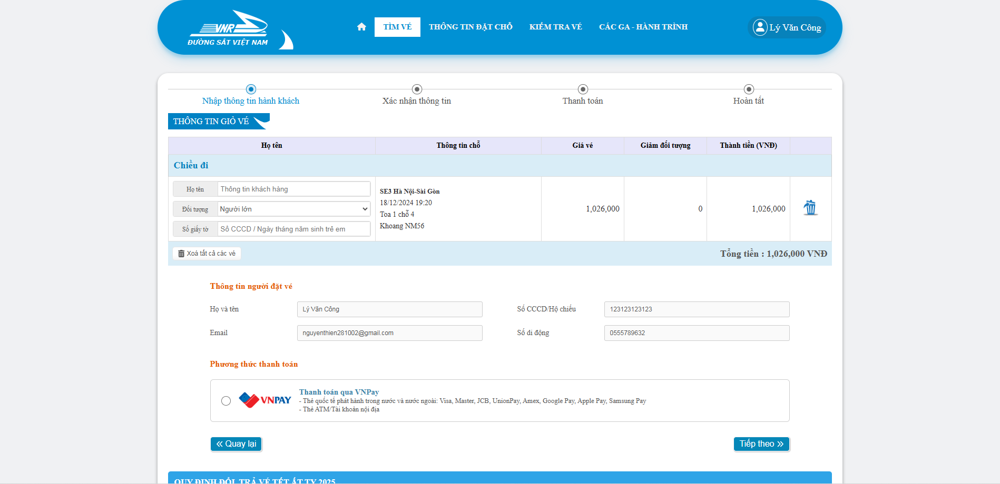 VNR
ĐƯỜNG SẮT VIỆT NAM
TÌM VÉ
THÔNG TIN ĐẶT CHỖ
KIỂM TRA VÉ
CÁC GA - HÀNH TRÌNH
Lý Văn Công
Nhập thông tin hành khách
Xác nhận thông tin
Thanh toán
Hoàn tất
THÔNG TIN GIỎ VÉ
Họ tên
Thông tin chỗ
Giá vé
Giảm đối tượng
Thành tiền (VNĐ)
Chiều đi
Họ tên
Thông tin khách hàng
Đối tượng
Người lớn
Số giấy tờ
Số CCCD / Ngày tháng năm sinh trẻ em
SE3 Hà Nội-Sài Gòn
18/12/2024 19:20
Toa 1 chỗ 4
Khoang NM56
1,026,000
0
1,026,000
Xoá tất cả các vé
Tổng tiền : 1,026,000 VNĐ
Thông tin người đặt vé
Họ và tên
Lý Văn Công
Số CCCD/Hộ chiếu
123123123123
Email
nguyenthien281002@gmail.com
Số di động
0555789632
Phương thức thanh toán
VNPAY
Thanh toán qua VNPay
- Thẻ quốc tế phát hành trong nước và nước ngoài: Visa, Master, JCB, UnionPay, Amex, Google Pay, Apple Pay, Samsung Pay
- Thẻ ATM/Tài khoản nội địa
Quay lại
Tiếp theo
QUY ĐỊNH ĐỔI, TRẢ VÉ TẾT ẤT TỴ 2025